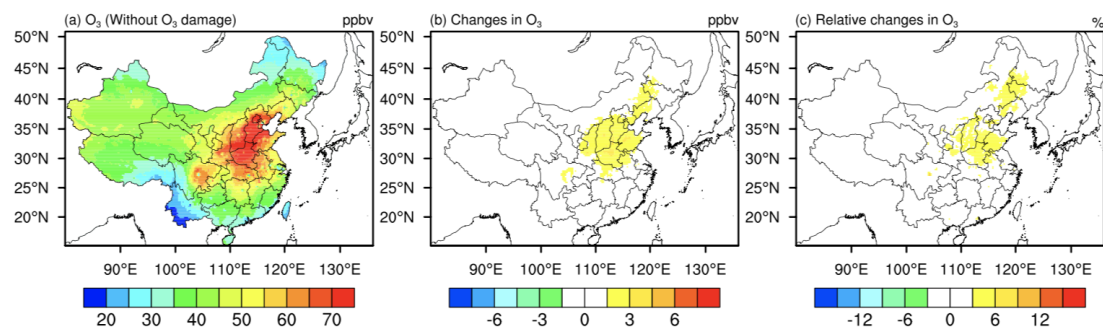 (a) O₃ (Without O₃ damage) ppbv
50°N
45°N
40°N
35°N
30°N
25°N
20°N
90°E 100°E 110°E 120°E 130°E
20 30 40 50 60 70
(b) Changes in O₃ ppbv
50°N
45°N
40°N
35°N
30°N
25°N
20°N
90°E 100°E 110°E 120°E 130°E
-6 -3 0 3 6
(c) Relative changes in O₃ %
50°N
45°N
40°N
35°N
30°N
25°N
20°N
90°E 100°E 110°E 120°E 130°E
-12 -6 0 6 12